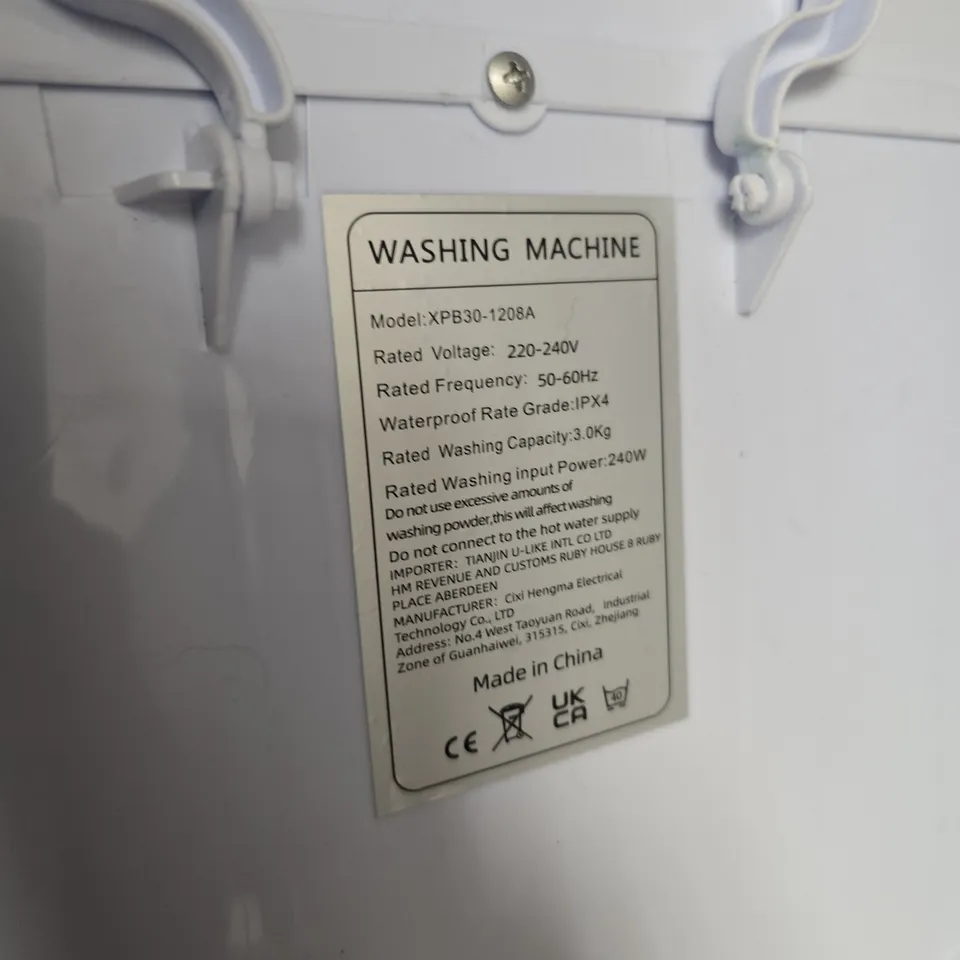 WASHING MACHINE
Model:XPB30-1208A
Rated Voltage: 220-240V
Rated Frequency: 50-60Hz
Waterproof Rate Grade:IPX4
Rated Washing Capacity:3.0Kg
Rated Washing input Power:240W
Do not use excessive amounts of
washing powder,this will affect washing
Do not connect to the hot water supply
IMPORTER: TIANJIN U-LIKE INTL CO LTD
HM REVENUE AND CUSTOMS RUBY HOUSE 8 RUBY
PLACE ABERDEEN
MANUFACTURER: Cixi Hengma Electrical
Technology Co., LTD
Address: No.4 West Taoyuan Road, Industrial
Zone of Guanhaiwei, 315315, Cixi, Zhejiang
Made in China
CE UK CA 40